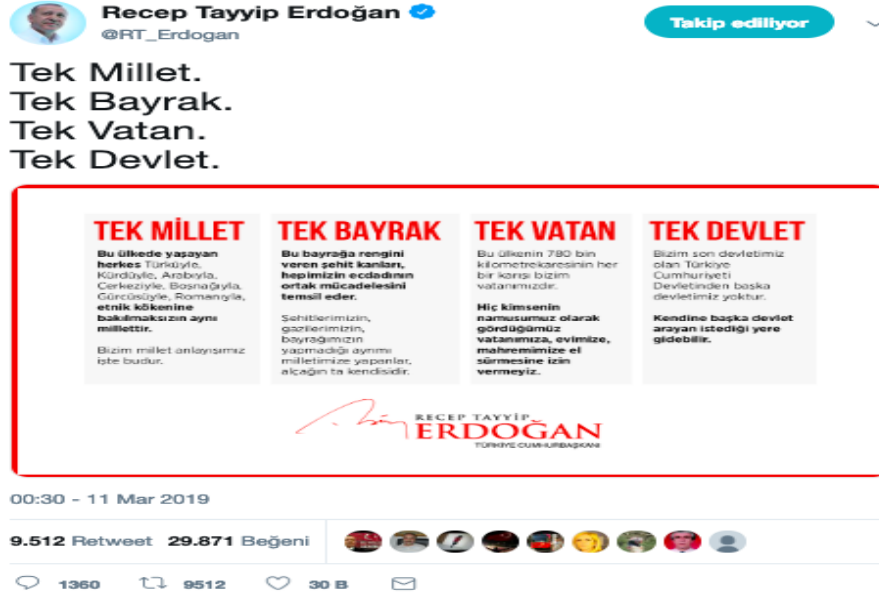 Recep Tayyip Erdoğan
@RT_Erdogan
Takip ediliyor
Tek Millet.
Tek Bayrak.
Tek Vatan.
Tek Devlet.
TEK MİLLET
Bu ülkede yaşayan
herkes Türküyle,
Kürdüyle, Arabıyla,
Çerkeziyle, Boşnağıyla,
Gürcüsüyle, Romanıyla,
etnik kökenine
bakılmaksızın aynı
millettir.
Bizim millet anlayışımız
işte budur.
TEK BAYRAK
Bu bayrağa rengini
veren şehit kanları,
hepimizin ecdadının
ortak mücadelesini
temsil eder.
Şehitlerimizin,
gazilerimizin,
bayrağımızın
yapmadığı ayrımı
milletimize yapanlar,
alçağın ta kendisidir.
TEK VATAN
Bu ülkenin 780 bin
kilometrekaresinin her
bir karışı bizim
vatanımızdır.
Hiç kimsenin
namusumuz olarak
gördüğümüz
vatanımıza, evimize,
mahremimize el
sürmesine izin
vermeyiz.
TEK DEVLET
Bizim son devletimiz
olan Türkiye
Cumhuriyeti
Devletinden başka
devletimiz yoktur.
Kendine başka devlet
arayan istediği yere
gidebilir.
RECEP TAYYİP
ERDOĞAN
TÜRKİYE CUMHURBAŞKANI
00:30 - 11 Mar 2019
9.512 Retweet 29.871 Beğeni
1360 9512 30 B